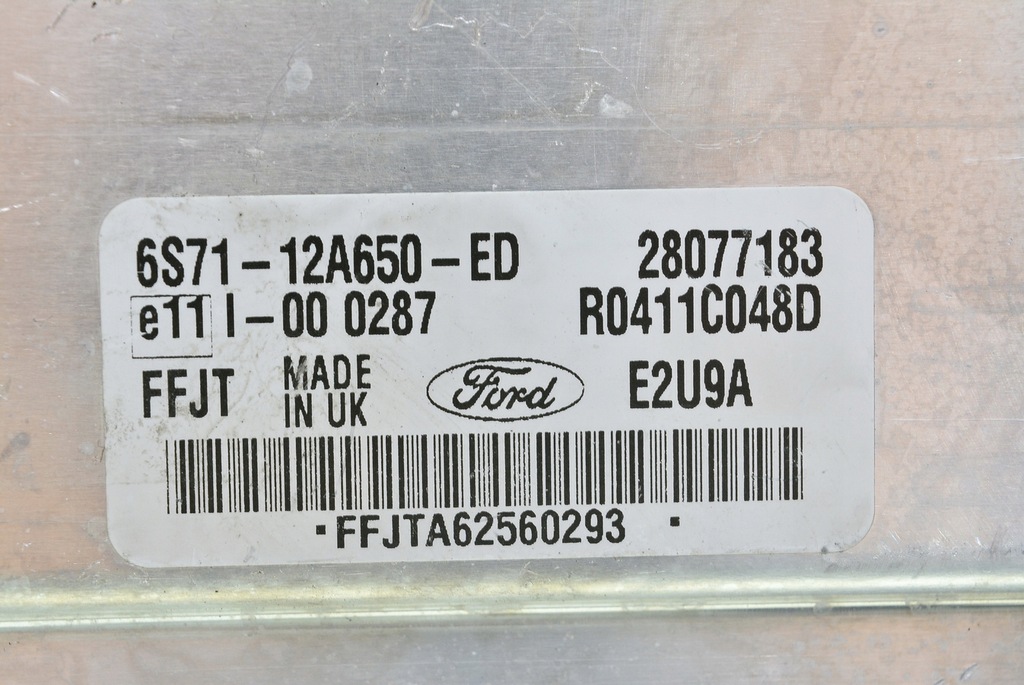 6S71-12A650-ED 28077183
e11 I-00 0287 R0411C048D
FFJT MADE IN UK Ford E2U9A
·FFJTA62560293 ·